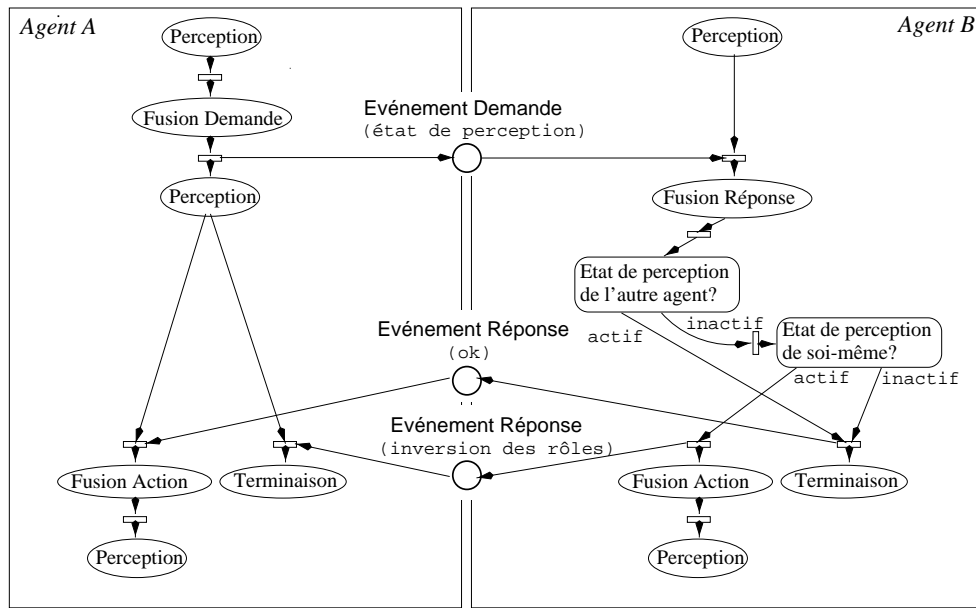 Agent A
Agent B
Perception
Perception
Fusion Demande
Evénement Demande
(état de perception)
Perception
Fusion Réponse
Etat de perception
de l'autre agent?
actif
inactif
Etat de perception
de soi-même?
actif
inactif
Evénement Réponse
(ok)
Evénement Réponse
(inversion des rôles)
Fusion Action
Terminaison
Fusion Action
Terminaison
Perception
Perception